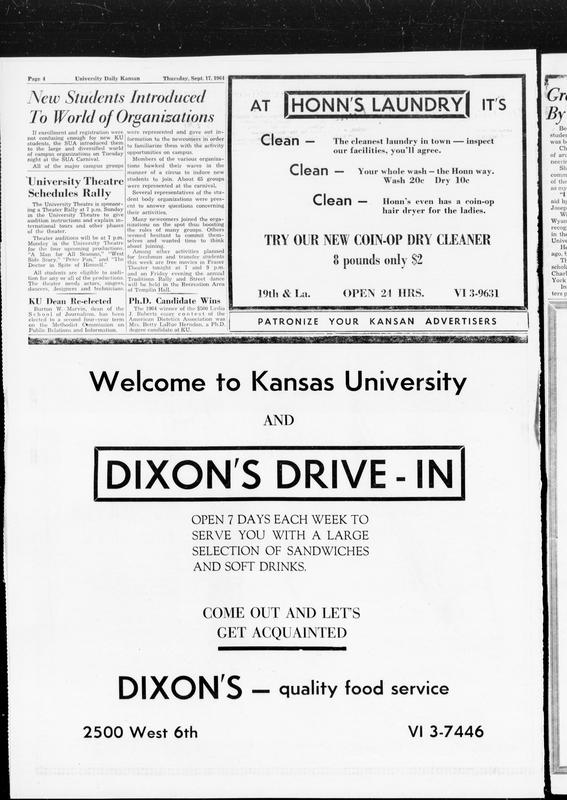 Page 4 University Daily Kansan Thursday, Sept. 17, 1964
New Students Introduced
To World of Organizations
If enrollment and registration were
not confusing enough for new KU
students, the SUA introduced them
to the large and diversified world
of campus organizations on Tuesday
night at the SUA Carnival.
All of the major campus groups
were represented and gave out in-
formation to the newcomers in order
to familiarize them with the activity
opportunities on campus.
Members of the various organiza-
tions hawked their wares in the
manner of a circus to induce new
students to join. About 65 groups
were represented at the carnival.
Several representatives of the stu-
dent body organizations were pres-
ent to answer questions concerning
their activities.
Many newcomers joined the orga-
nizations on the spot thus boosting
the roles of many groups. Others
seemed hesitant to commit them-
selves and wanted time to think
about joining.
Among other activities planned
for freshman and transfer students
this week are free movies in Fraser
Theater tonight at 7 and 9 p.m.
and on Friday evening the annual
Traditions Rally and Street dance
will be held in the Recreation Area
of Templin Hall.
University Theatre
Schedules Rally
The University Theatre is sponsor-
ing a Theater Rally at 7 p.m. Sunday
in the University Theatre to give
audition instructions and explain in-
ternational tours and other phases
of the theater.
Theater auditions will be at 7 p.m.
Monday in the University Theatre
for the four upcoming productions,
"A Man for All Season," "West
Side Story," "Peter Pan," and "The
Doctor in Spite of Himself."
All students are eligible to audi-
tion for any or all of the productions.
The theater needs actors, singers,
dancers, designers and technicians.
KU Dean Re-elected
Burton W. Marvin, dean of the
School of Journalism, has been
elected to a second four-year term
on the Methodist Commission on
Public Relations and Information.
Ph.D. Candidate Wins
The 1964 winner of the $500 Lydia
J. Roberts essay contest of the
American Dietetics Association was
Mrs. Betty LaRue Herndon, a Ph.D.
degree candidate at KU.
AT HONN'S LAUNDRY IT'S
Clean — The cleanest laundry in town — inspect
our facilities, you'll agree.
Clean — Your whole wash – the Honn way.
Wash 20c Dry 10c
Clean — Honn's even has a coin-op
hair dryer for the ladies.
TRY OUR NEW COIN-OP DRY CLEANER
8 pounds only $2
19th & La. OPEN 24 HRS. VI 3-9631
PATRONIZE YOUR KANSAN ADVERTISERS
Welcome to Kansas University
AND
DIXON'S DRIVE - IN
OPEN 7 DAYS EACH WEEK TO
SERVE YOU WITH A LARGE
SELECTION OF SANDWICHES
AND SOFT DRINKS.
COME OUT AND LET'S
GET ACQUAINTED
DIXON'S — quality food service
2500 West 6th VI 3-7446